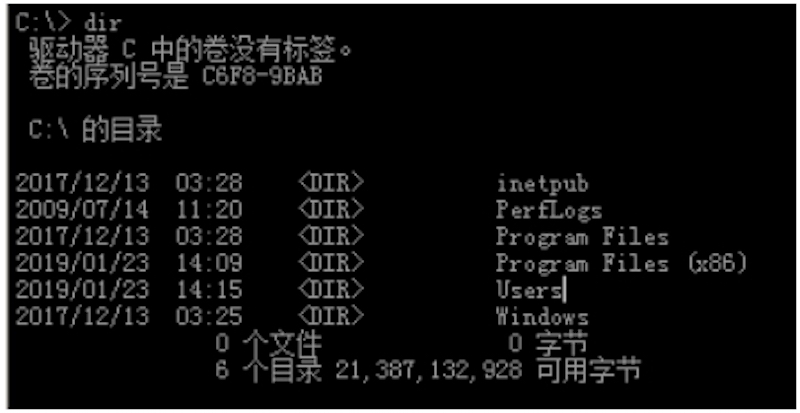 C:\> dir
驱动器 C 中的卷没有标签。
卷的序列号是 C6F8-9BAB
C:\ 的目录
2017/12/13 03:28 <DIR> inetpub
2009/07/14 11:20 <DIR> PerfLogs
2017/12/13 03:28 <DIR> Program Files
2019/01/23 14:09 <DIR> Program Files (x86)
2019/01/23 14:15 <DIR> Users
2017/12/13 03:25 <DIR> Windows
0 个文件 0 字节
6 个目录 21,387,132,928 可用字节